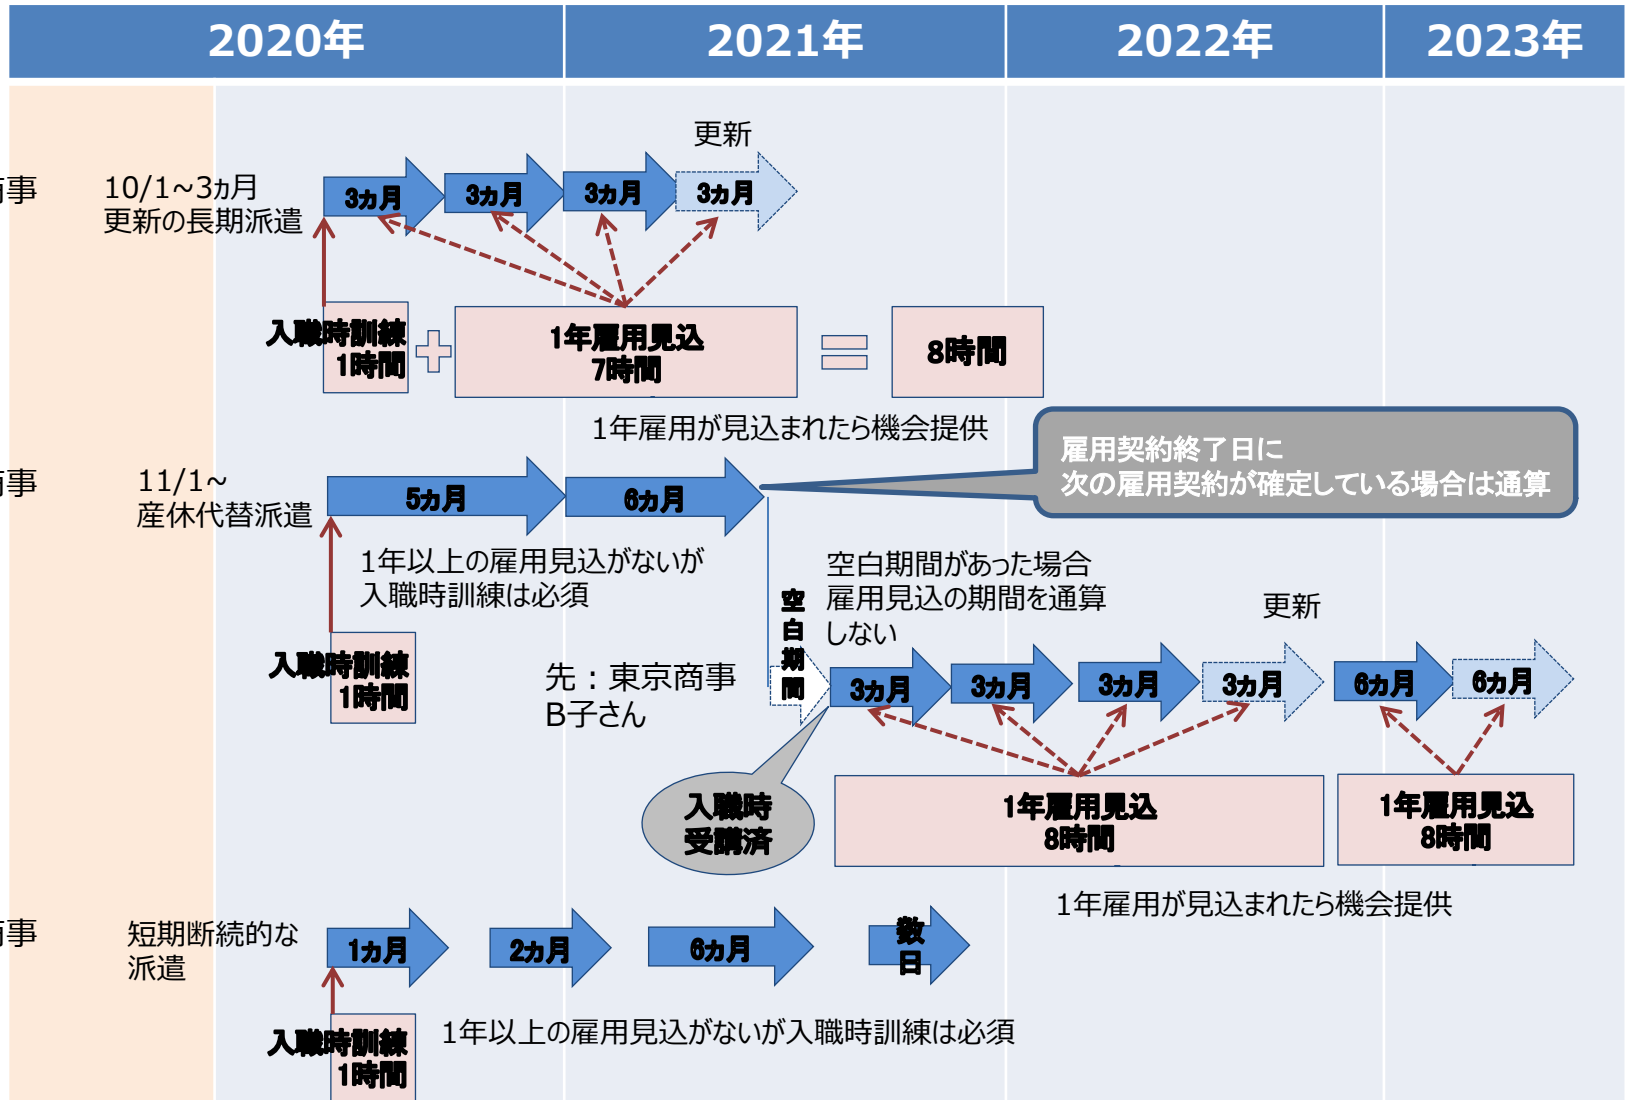 2020年
2021年
2022年
2023年
商事
10/1~3ヵ月
更新の長期派遣
3ヵ月
3ヵ月
3ヵ月
更新
3ヵ月
入職時訓練
1時間
1年雇用見込
7時間
8時間
1年雇用が見込まれたら機会提供
雇用契約終了日に
次の雇用契約が確定している場合は通算
商事
11/1~
産休代替派遣
5ヵ月
6ヵ月
1年以上の雇用見込がないが
入職時訓練は必須
入職時訓練
1時間
空白期間
空白期間があった場合
雇用見込の期間を通算
しない
先：東京商事
B子さん
3ヵ月
3ヵ月
3ヵ月
更新
3ヵ月
6ヵ月
6ヵ月
入職時
受講済
1年雇用見込
8時間
1年雇用見込
8時間
1年雇用が見込まれたら機会提供
商事
短期断続的な
派遣
1ヵ月
2ヵ月
6ヵ月
数
日
入職時訓練
1時間
1年以上の雇用見込がないが入職時訓練は必須